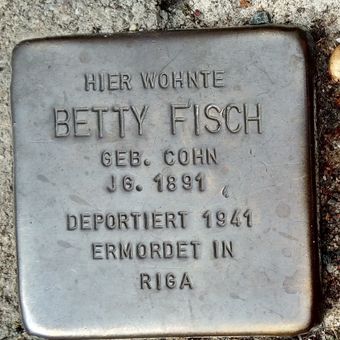 HIER WOHNTE
BETTY FISCH
GEB. COHN
JG. 1891
DEPORTIERT 1941
ERMORDET IN
RIGA